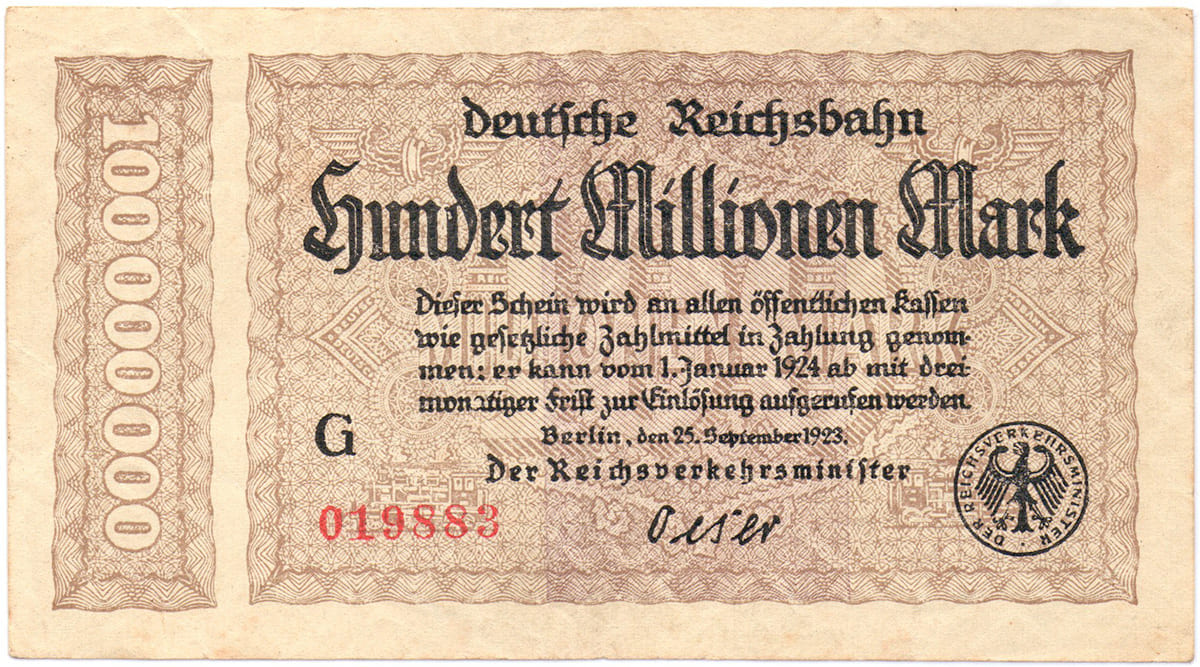 100000000
Deutsche Reichsbahn
Hundert Millionen Mark
Dieser Schein wird an allen öffentlichen Kassen
wie gesetzliche Zahlmittel in Zahlung genom-
men: er kann vom 1. Januar 1924 ab mit drei-
monatiger Frist zur Einlösung aufgerufen werden.
Berlin, den 25. September 1923.
G
Der Reichsverkehrsminister
019883
Oeser
DER REICHSVERKEHRSMINISTER